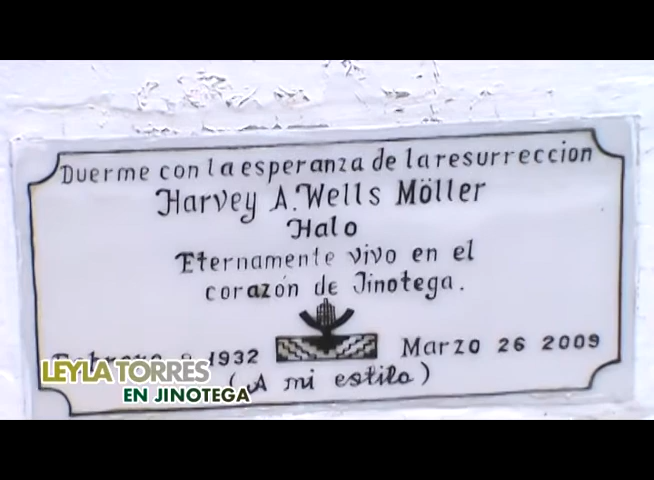 Duerme con la esperanza de la resurreccion
Harvey A. Wells Möller
Halo
Eternamente vivo en el
corazón de Jinotega.
1932
Marzo 26 2009
(A mi estilo)
LEYLA TORRES
EN JINOTEGA